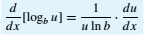 d/dx [log_b u] = 1/(u ln b) · du/dx